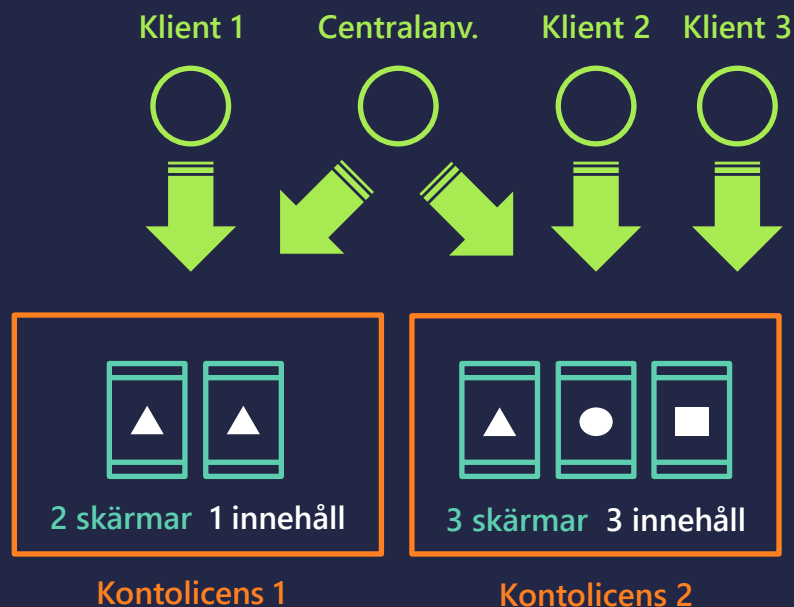 Klient 1
Centralanv.
Klient 2
Klient 3
2 skärmar 1 innehåll
3 skärmar 3 innehåll
Kontolicens 1
Kontolicens 2